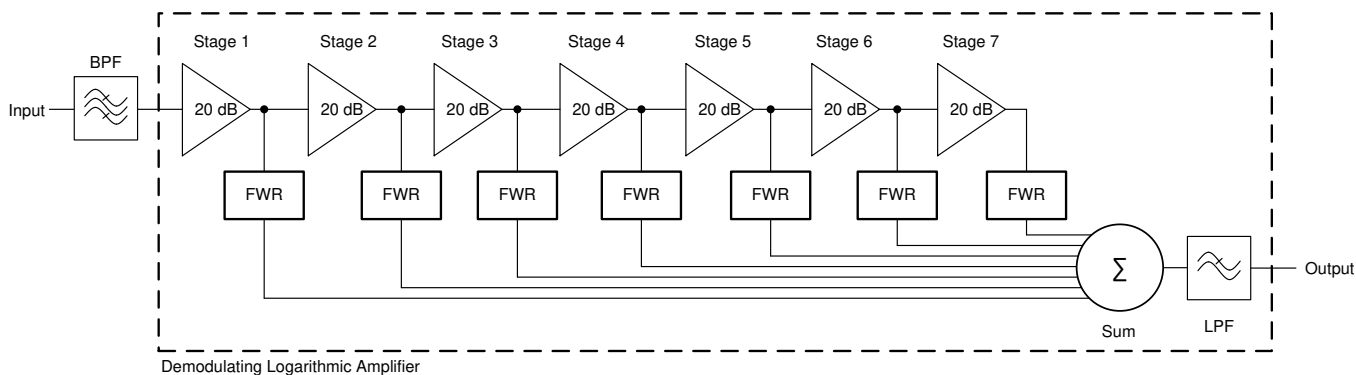 Stage 1
Stage 2
Stage 3
Stage 4
Stage 5
Stage 6
Stage 7
BPF
Input
20 dB
20 dB
20 dB
20 dB
20 dB
20 dB
20 dB
FWR
FWR
FWR
FWR
FWR
FWR
FWR
Σ
Output
Sum
LPF
Demodulating Logarithmic Amplifier